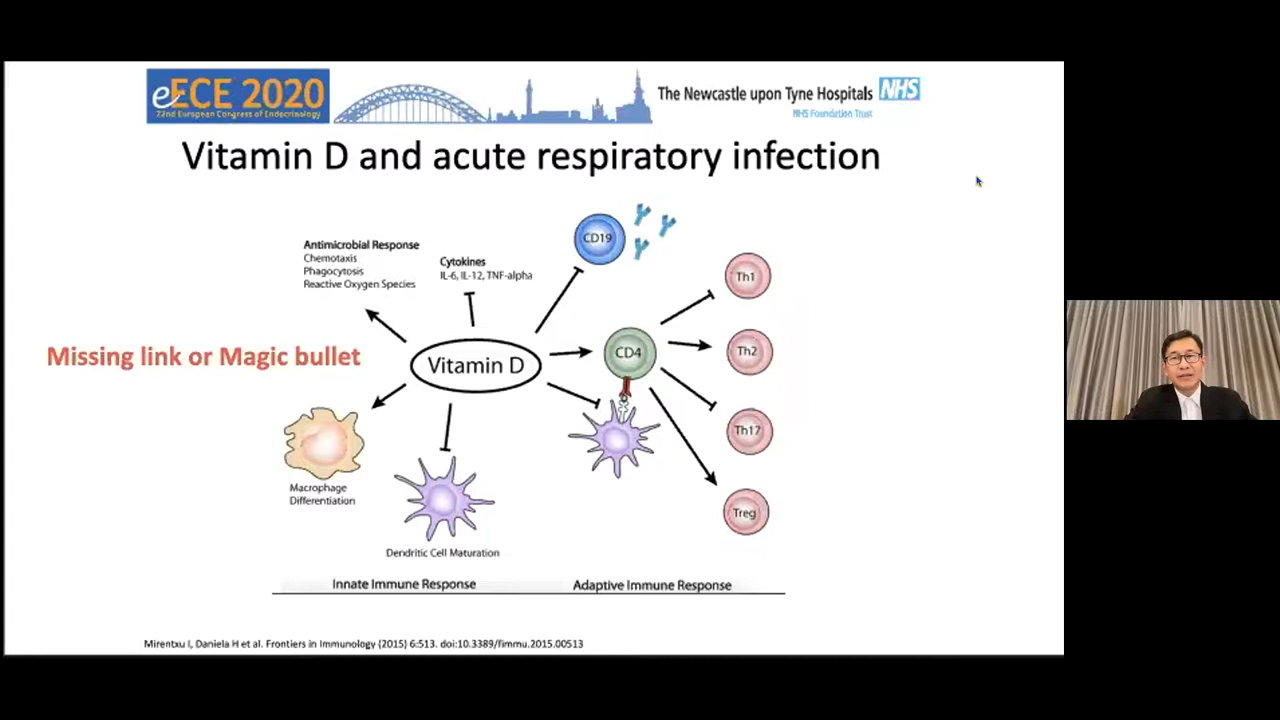 eECE 2020
22nd European Congress of Endocrinology
The Newcastle upon Tyne Hospitals NHS
NHS Foundation Trust
Vitamin D and acute respiratory infection
Antimicrobial Response
Chemotaxis
Phagocytosis
Reactive Oxygen Species
Cytokines
IL-6, IL-12, TNF-alpha
CD19
Th1
Missing link or Magic bullet
Vitamin D
CD4
Th2
Th17
Macrophage
Differentiation
Treg
Dendritic Cell Maturation
Innate Immune Response
Adaptive Immune Response
Mirentxu I, Daniela H et al. Frontiers in Immunology (2015) 6:513. doi:10.3389/fimmu.2015.00513